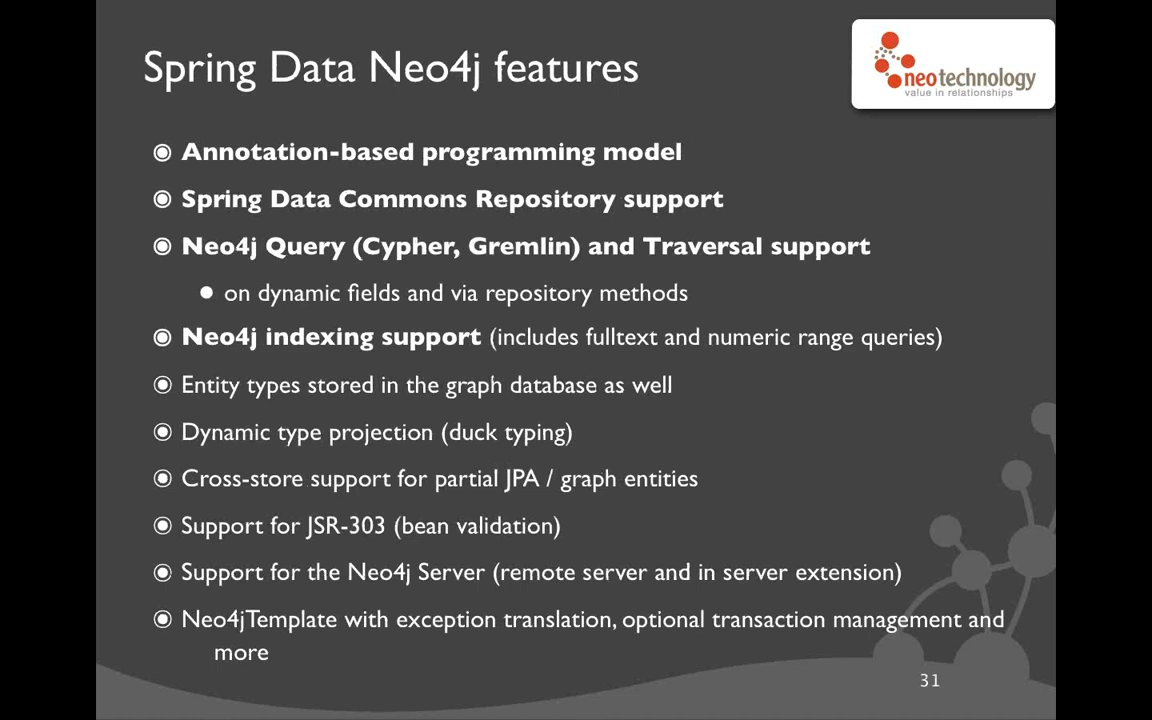 Spring Data Neo4j features
neotechnology
value in relationships
Annotation-based programming model
Spring Data Commons Repository support
Neo4j Query (Cypher, Gremlin) and Traversal support
on dynamic fields and via repository methods
Neo4j indexing support (includes fulltext and numeric range queries)
Entity types stored in the graph database as well
Dynamic type projection (duck typing)
Cross-store support for partial JPA / graph entities
Support for JSR-303 (bean validation)
Support for the Neo4j Server (remote server and in server extension)
Neo4jTemplate with exception translation, optional transaction management and
more
31